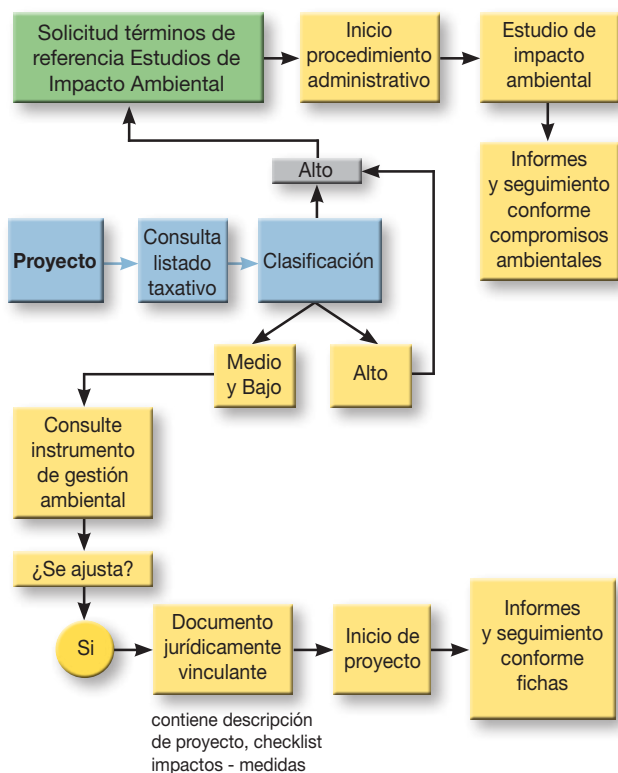 Solicitud términos de
referencia Estudios de
Impacto Ambiental
Inicio
procedimiento
administrativo
Estudio de
impacto
ambiental
Informes
y seguimiento
conforme
compromisos
ambientales
Alto
Proyecto
Consulta
listado
taxativo
Clasificación
Medio
y Bajo
Alto
Consulte
instrumento
de gestión
ambiental
¿Se ajusta?
Si
Documento
jurídicamente
vinculante
Inicio de
proyecto
Informes
y seguimiento
conforme
fichas
contiene descripción
de proyecto, checklist
impactos - medidas